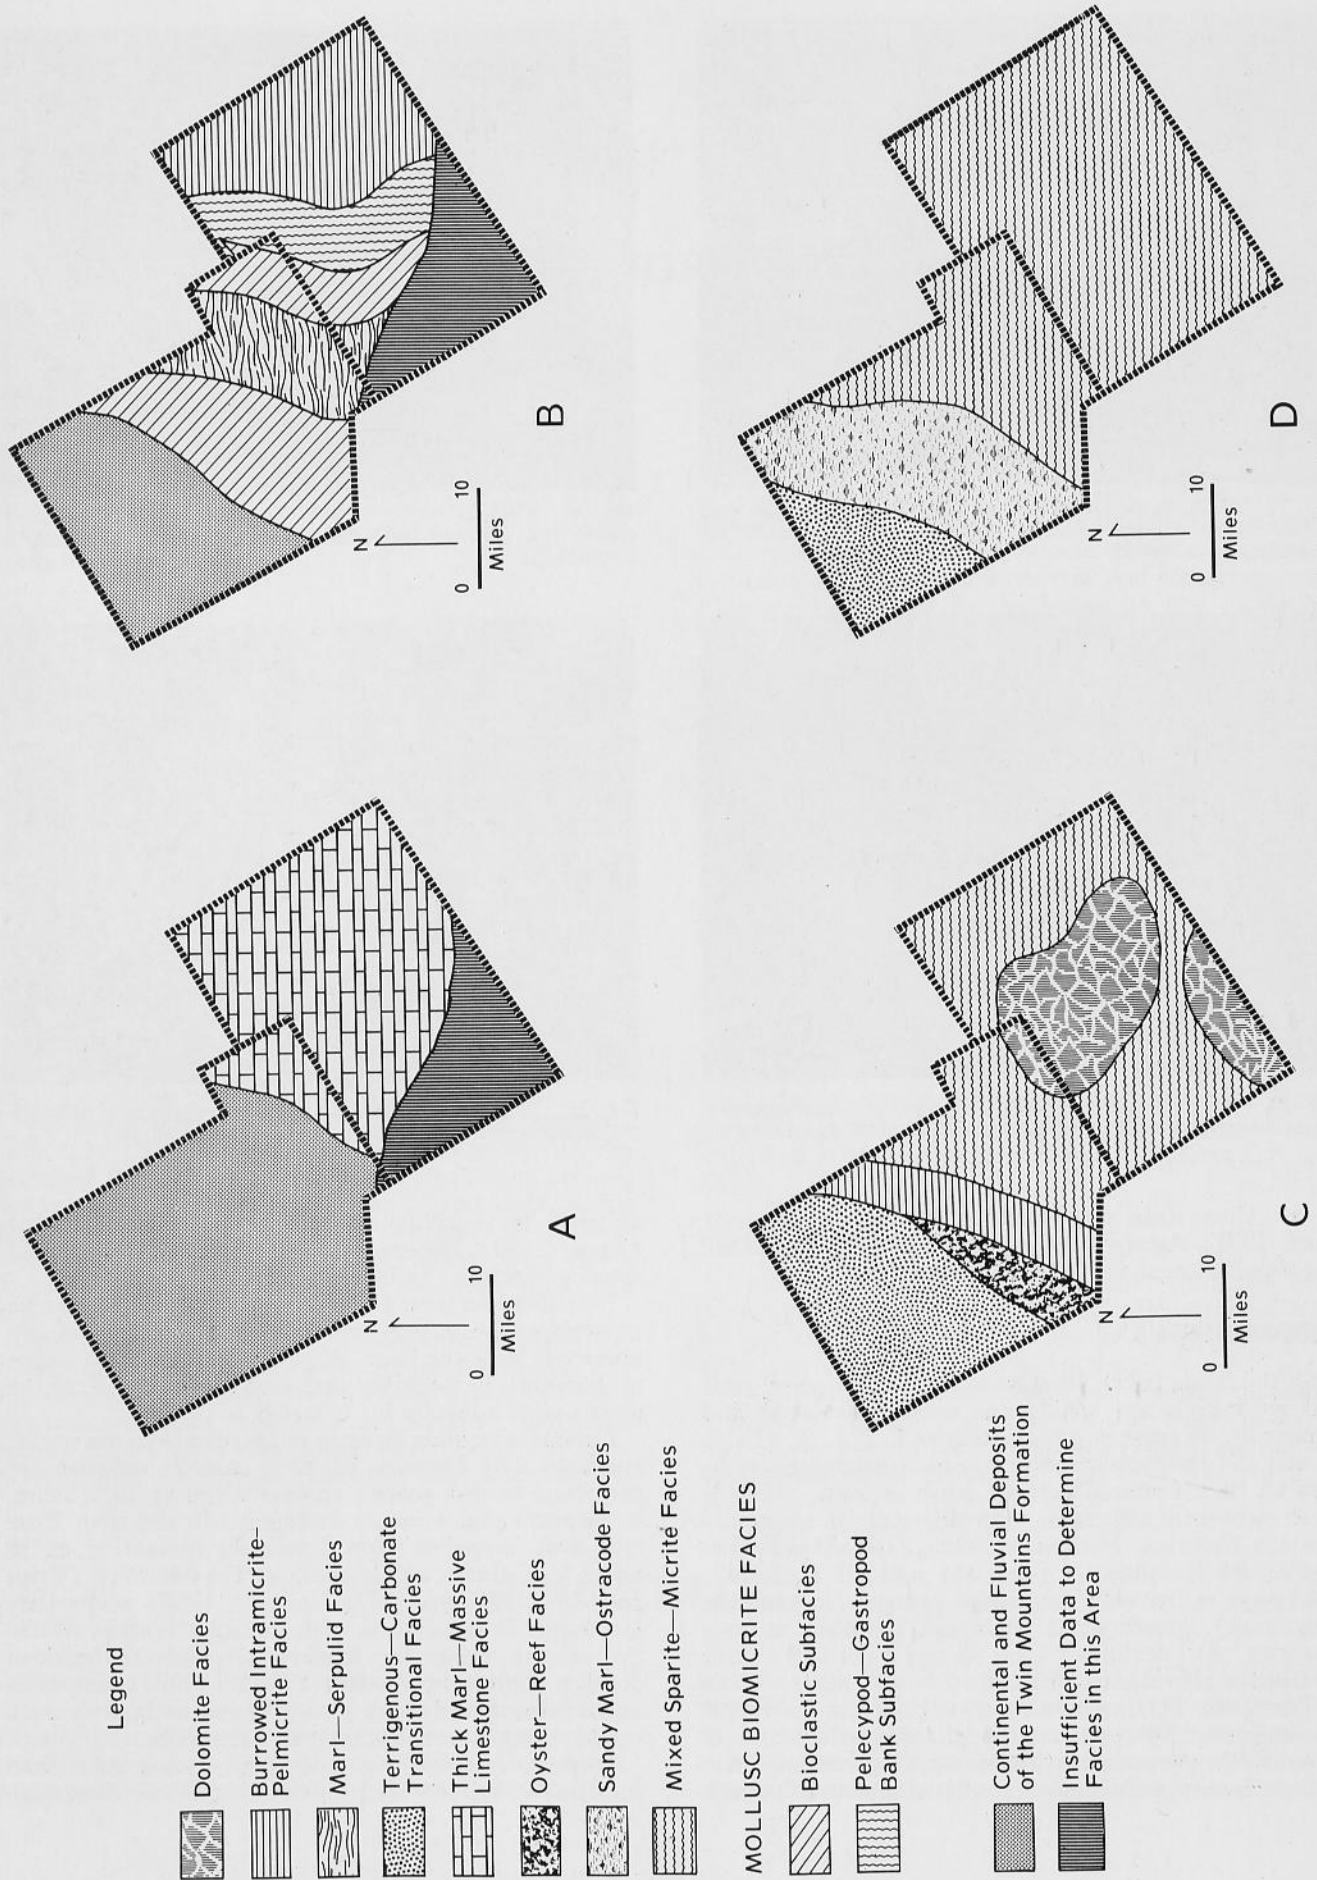 Legend
Dolomite Facies
Burrowed Intramicrite–
Pelmicrite Facies
Marl—Serpulid Facies
Terrigenous—Carbonate
Transitional Facies
Thick Marl—Massive
Limestone Facies
Oyster—Reef Facies
Sandy Marl—Ostracode Facies
Mixed Sparite—Micrite Facies
MOLLUSC BIOMICRITE FACIES
Bioclastic Subfacies
Pelecypod—Gastropod
Bank Subfacies
Continental and Fluvial Deposits
of the Twin Mountains Formation
Insufficient Data to Determine
Facies in this Area
N
0 10
Miles
A
N
0 10
Miles
B
N
0 10
Miles
C
N
0 10
Miles
D